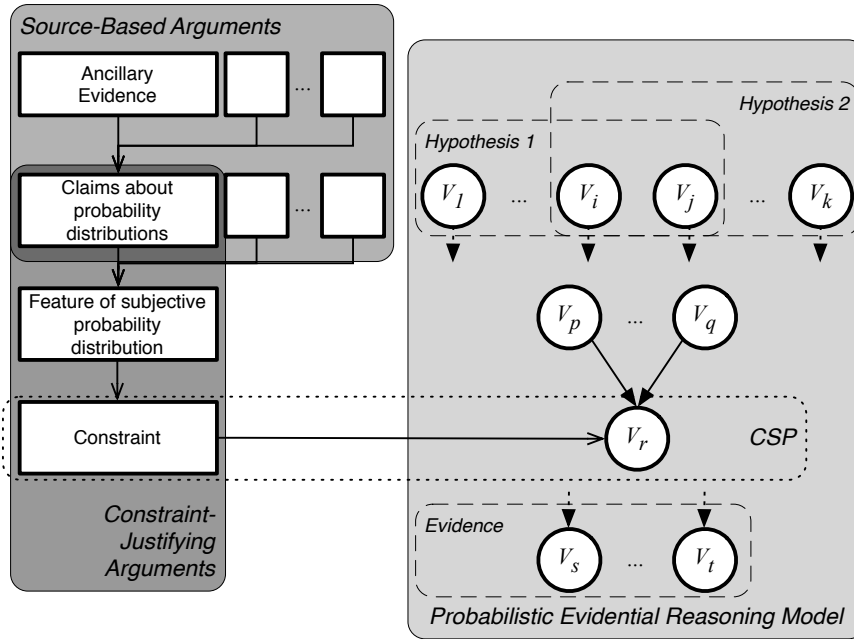 Source-Based Arguments
Ancillary
Evidence
...
Claims about
probability
distributions
...
Feature of subjective
probability
distribution
Constraint
Constraint-
Justifying
Arguments
Hypothesis 2
Hypothesis 1
V1 ... Vi Vj ... Vk
Vp ... Vq
Vr
CSP
Evidence
Vs ... Vt
Probabilistic Evidential Reasoning Model